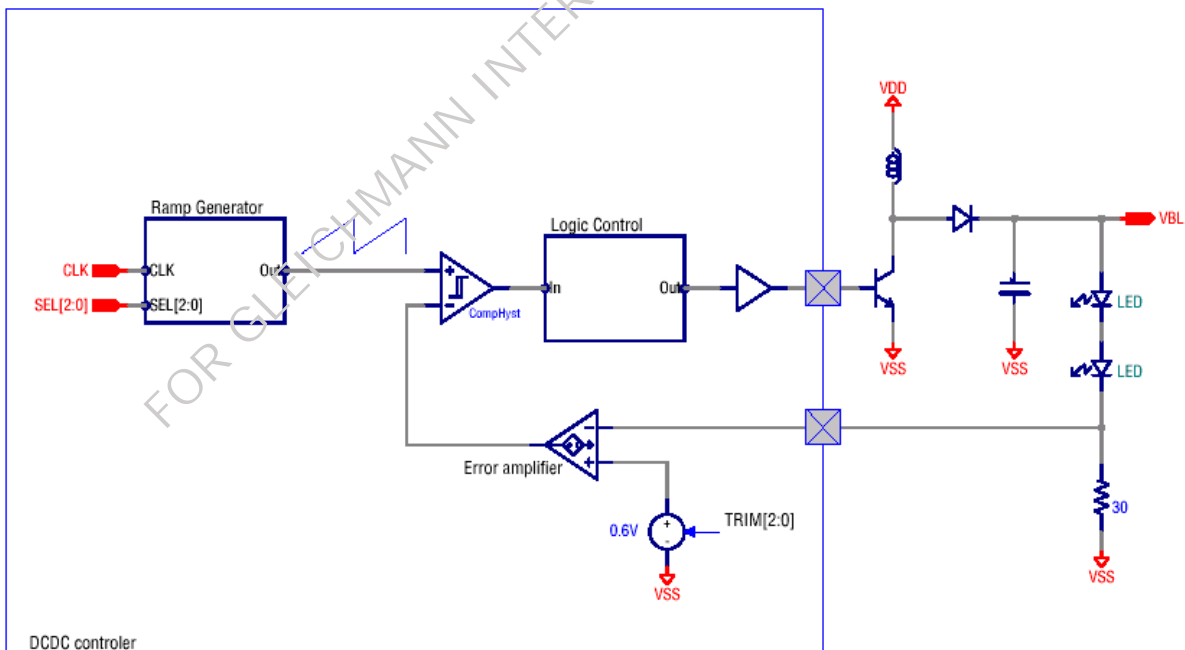 FOR GLEICHMANN INTER
VDD
Ramp Generator
CLK
CLK
Out
SEL[2:0]
SEL[2:0]
CompHyst
Logic Control
In
Out
VBL
LED
VSS
VSS
LED
Error amplifier
0.6V
TRIM[2:0]
30
VSS
VSS
DCDC controler